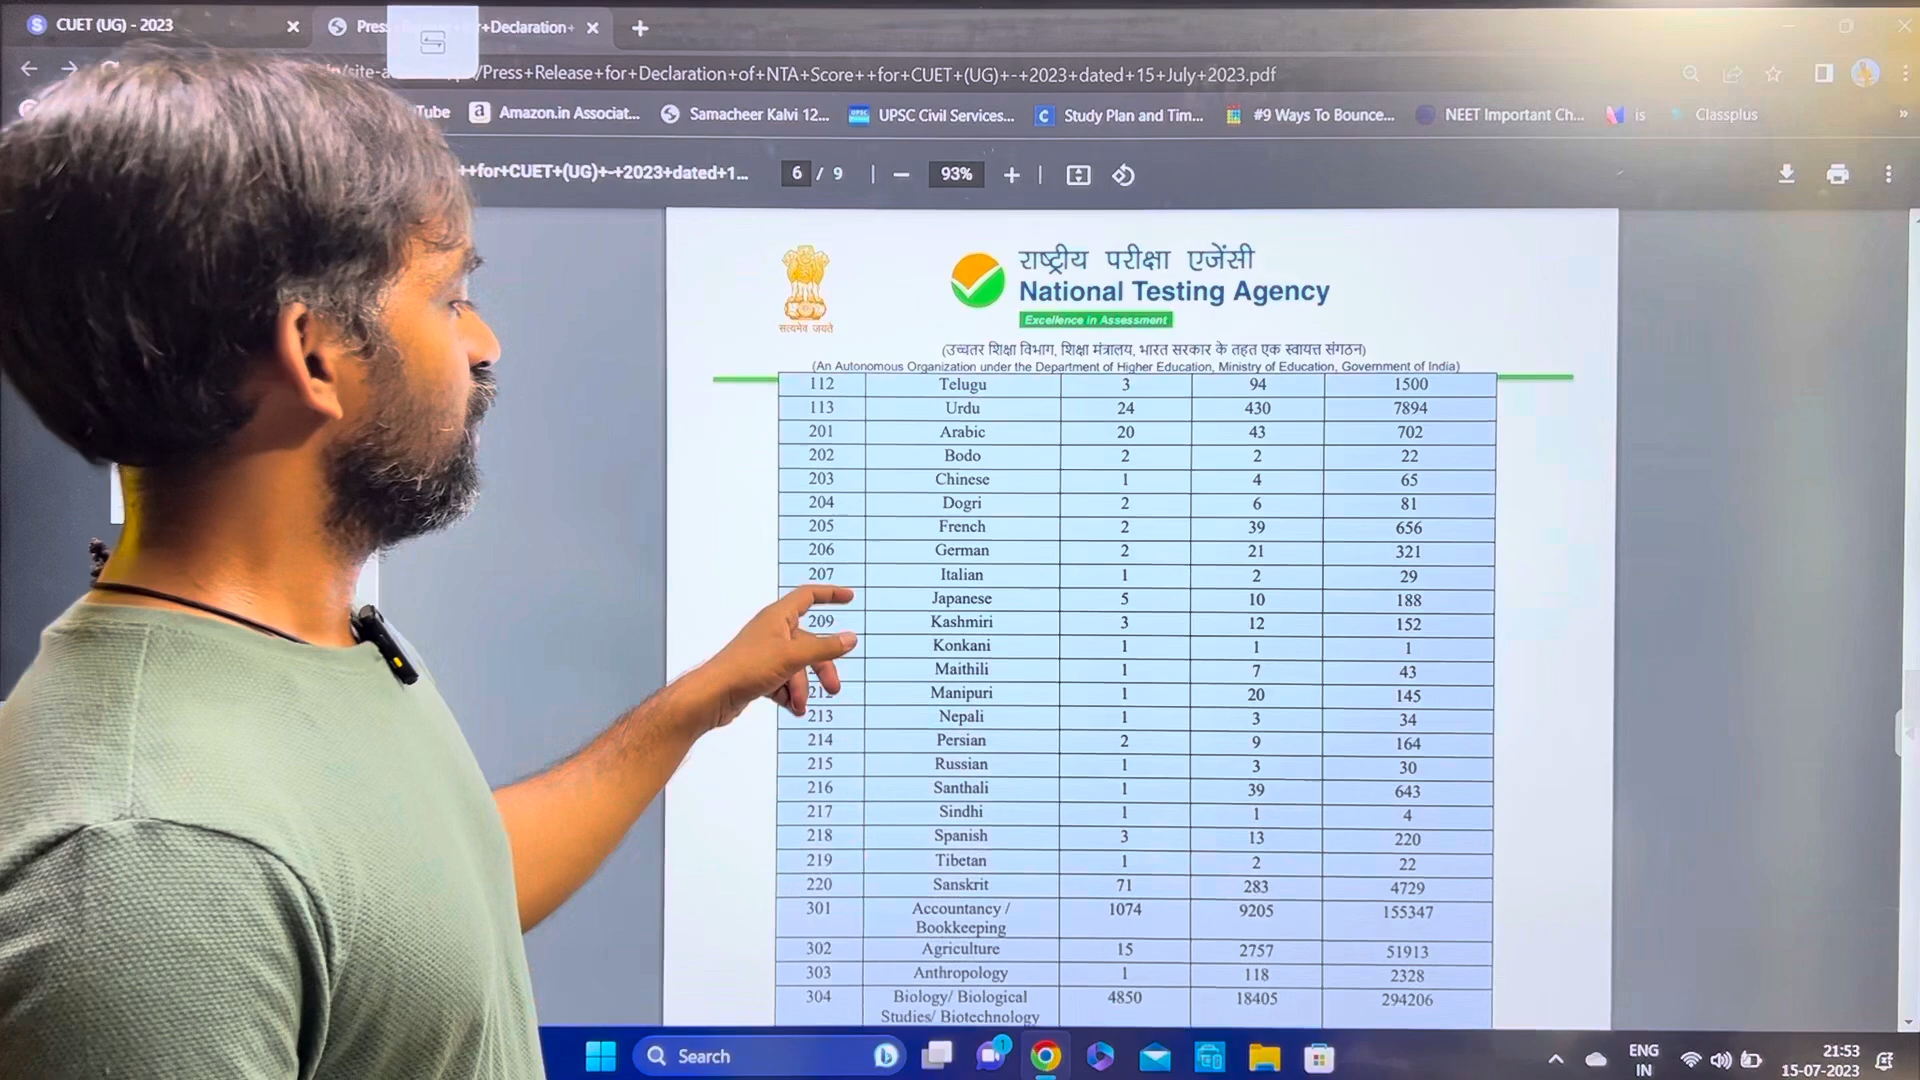 CUET (UG) - 2023
Press
r+Declaration+
/site-a
/Press+Release+for+Declaration+of+NTA+Score++for+CUET+(UG)+-+2023+dated+15+July+2023.pdf
Tube
Amazon.in Associat...
Samacheer Kalvi 12...
UPSC Civil Services...
Study Plan and Tim...
#9 Ways To Bounce...
NEET Important Ch...
is
Classplus
»
++for+CUET+(UG)+-+2023+dated+1...
6 / 9
93%
राष्ट्रीय परीक्षा एजेंसी
National Testing Agency
Excellence in Assessment
सत्यमेव जयते
(उच्चतर शिक्षा विभाग, शिक्षा मंत्रालय, भारत सरकार के तहत एक स्वायत्त संगठन)
(An Autonomous Organization under the Department of Higher Education, Ministry of Education, Government of India)
112 Telugu 3 94 1500
113 Urdu 24 430 7894
201 Arabic 20 43 702
202 Bodo 2 2 22
203 Chinese 1 4 65
204 Dogri 2 6 81
205 French 2 39 656
206 German 2 21 321
207 Italian 1 2 29
Japanese 5 10 188
209 Kashmiri 3 12 152
Konkani 1 1 1
Maithili 1 7 43
212 Manipuri 1 20 145
213 Nepali 1 3 34
214 Persian 2 9 164
215 Russian 1 3 30
216 Santhali 1 39 643
217 Sindhi 1 1 4
218 Spanish 3 13 220
219 Tibetan 1 2 22
220 Sanskrit 71 283 4729
301 Accountancy / 1074 9205 155347
Bookkeeping
302 Agriculture 15 2757 51913
303 Anthropology 1 118 2328
304 Biology/ Biological 4850 18405 294206
Studies/ Biotechnology
Search
1
ENG
IN
21:53
15-07-2023